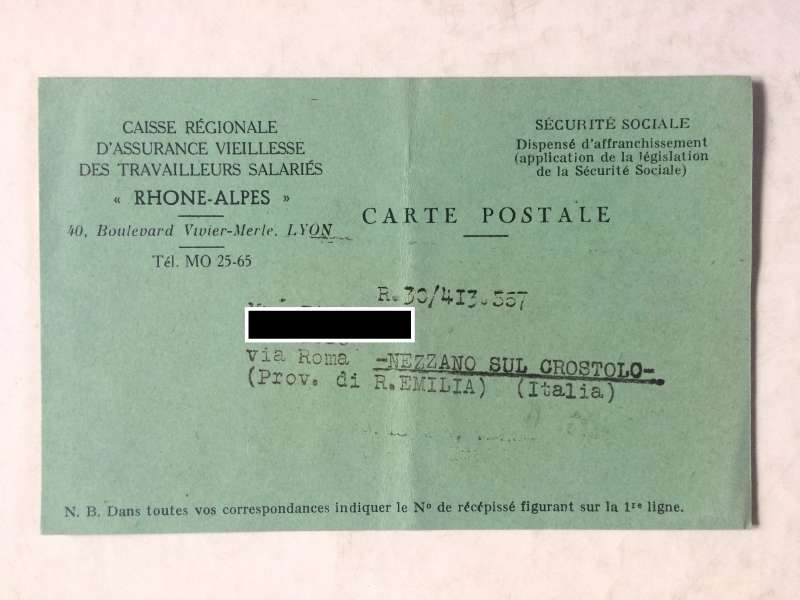 CAISSE RÉGIONALE
D'ASSURANCE VIEILLESSE
DES TRAVAILLEURS SALARIÉS
« RHONE-ALPES »
40, Boulevard Vivier-Merle, LYON
Tél. MO 25-65
SÉCURITÉ SOCIALE
Dispensé d'affranchissement
(application de la législation
de la Sécurité Sociale)
CARTE POSTALE
R.30/413.557
via Roma -NEZZANO SUL CROSTOLO-
(Prov. di R.EMILIA) (Italia)
N. B. Dans toutes vos correspondances indiquer le Nº de récépissé figurant sur la 1re ligne.